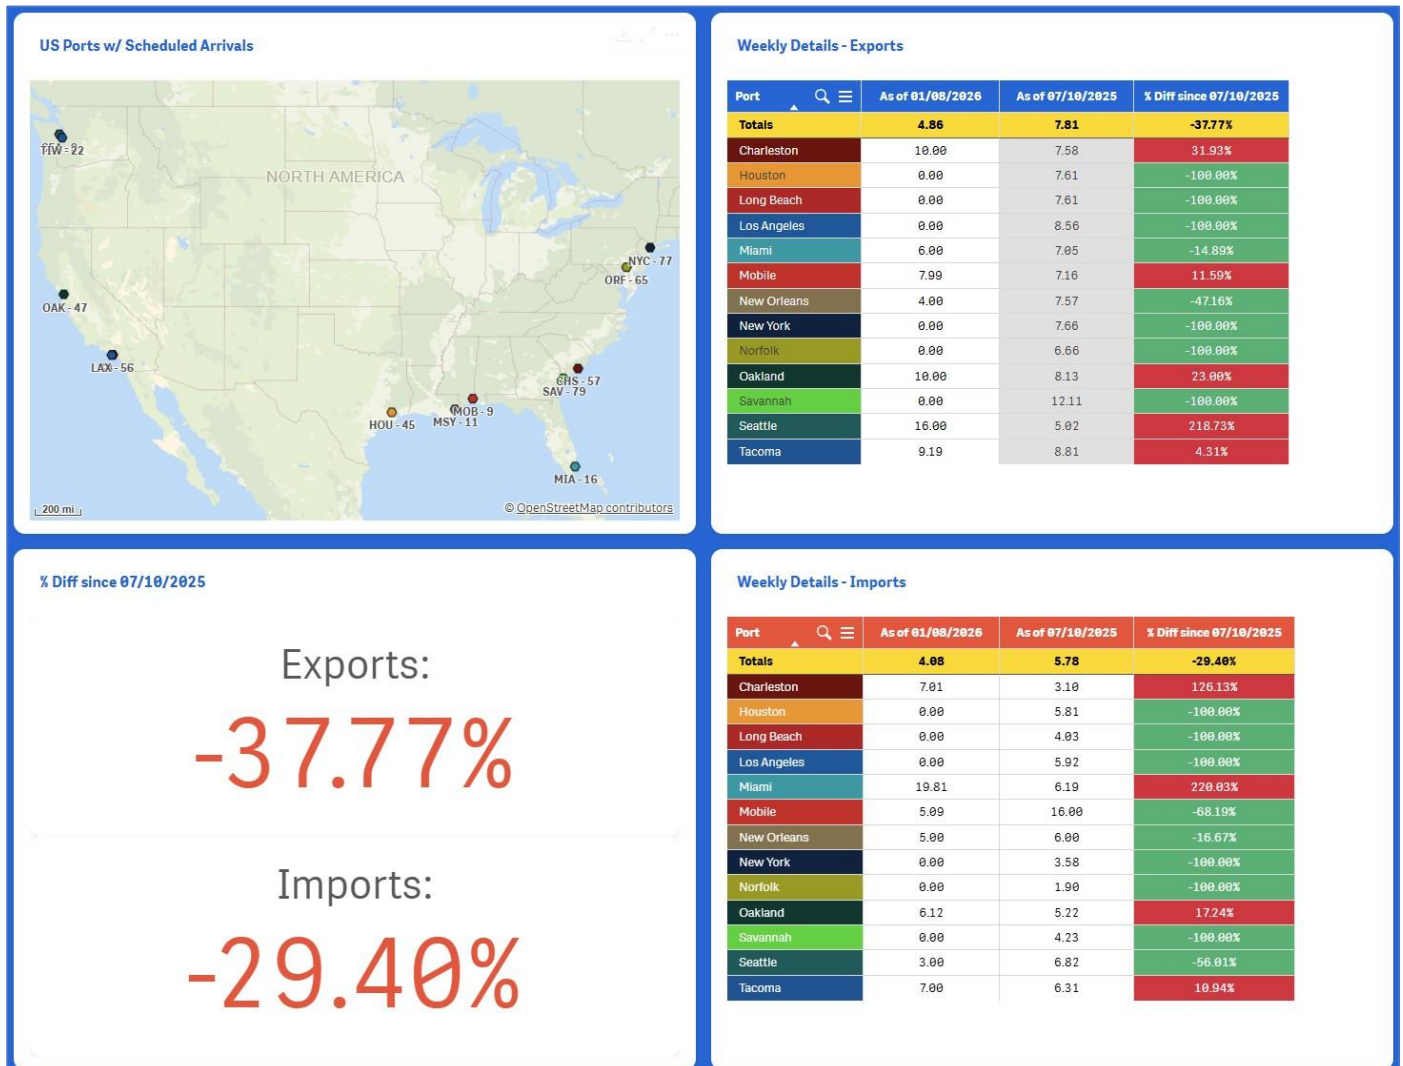 US Ports w/ Scheduled Arrivals
NORTH AMERICA
TIW - 22
NYC - 77
ORF - 65
OAK - 47
LAX - 56
CHS - 57
SAV - 79
HOU - 45
MSY - 11
MOB - 9
MIA - 16
200 mi
© OpenStreetMap contributors
Weekly Details - Exports
Port As of 01/08/2026 As of 07/10/2025 % Diff since 07/10/2025
Totals 4.86 7.81 -37.77%
Charleston 10.00 7.58 31.93%
Houston 0.00 7.61 -100.00%
Long Beach 0.00 7.61 -100.00%
Los Angeles 0.00 8.56 -100.00%
Miami 6.00 7.05 -14.89%
Mobile 7.99 7.16 11.59%
New Orleans 4.00 7.57 -47.16%
New York 0.00 7.66 -100.00%
Norfolk 0.00 6.66 -100.00%
Oakland 10.00 8.13 23.00%
Savannah 0.00 12.11 -100.00%
Seattle 16.00 5.02 218.73%
Tacoma 9.19 8.81 4.31%
% Diff since 07/10/2025
Exports:
-37.77%
Imports:
-29.40%
Weekly Details - Imports
Port As of 01/08/2026 As of 07/10/2025 % Diff since 07/10/2025
Totals 4.08 5.78 -29.40%
Charleston 7.01 3.10 126.13%
Houston 0.00 5.81 -100.00%
Long Beach 0.00 4.03 -100.00%
Los Angeles 0.00 5.92 -100.00%
Miami 19.81 6.19 220.03%
Mobile 5.09 16.00 -68.19%
New Orleans 5.00 6.00 -16.67%
New York 0.00 3.58 -100.00%
Norfolk 0.00 1.90 -100.00%
Oakland 6.12 5.22 17.24%
Savannah 0.00 4.23 -100.00%
Seattle 3.00 6.82 -56.01%
Tacoma 7.00 6.31 10.94%